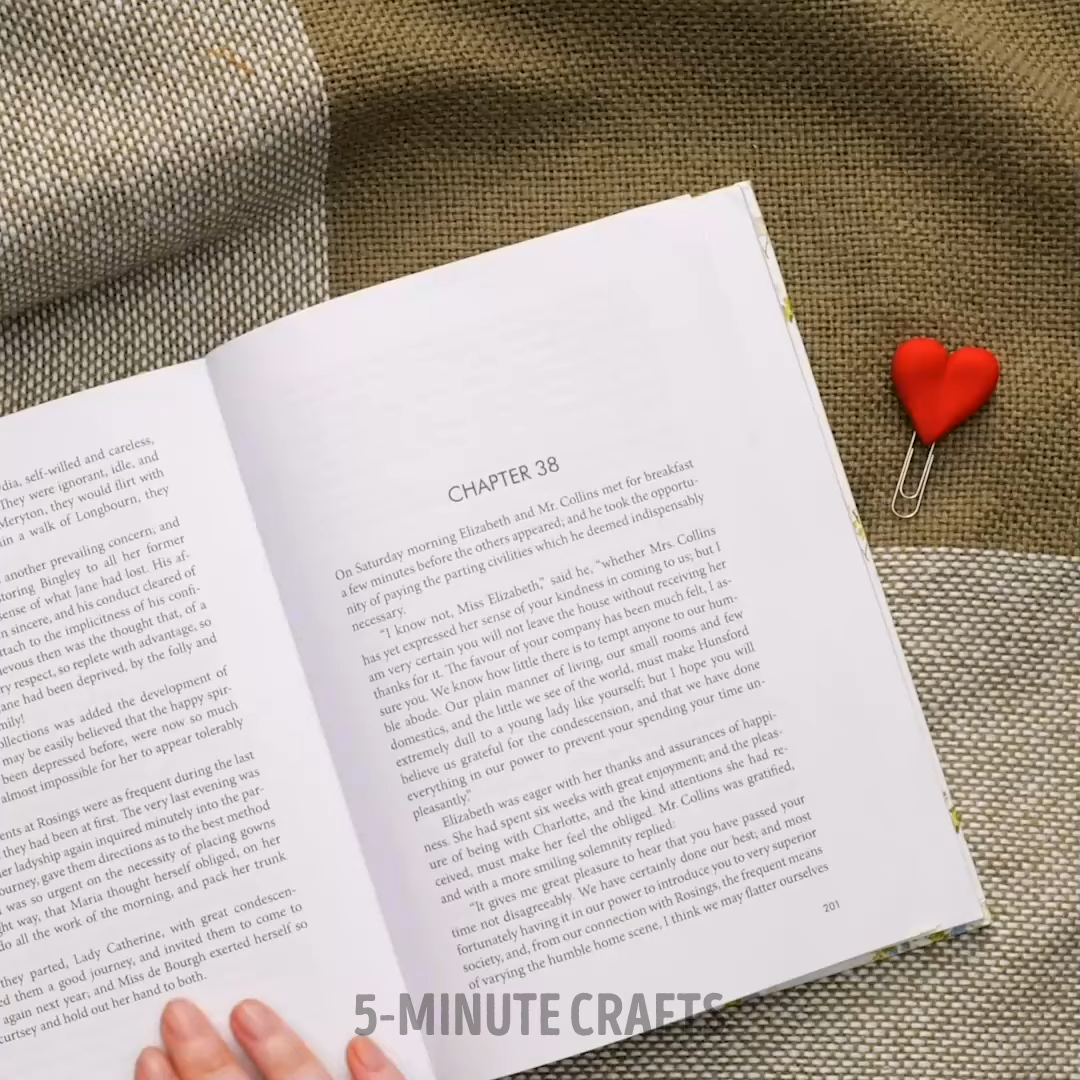 dia, self-willed and careless,
They were ignorant, idle, and
Meryton, they would flirt with
in a walk of Longbourn, they
another prevailing concern; and
storing Bingley to all her former
ense of what Jane had lost. His af-
n sincere, and his conduct cleared of
ttach to the implicitness of his confi-
ievous then was the thought that, of a
ry respect, so replete with advantage, so
ane had been deprived, by the folly and
mily!
ollections was added the development of
may be easily believed that the happy spir-
been depressed before, were now so much
almost impossible for her to appear tolerably
ents at Rosings were as frequent during the last
they had been at first. The very last evening was
her ladyship again inquired minutely into the par-
ourney, gave them directions as to the best method
was so urgent on the necessity of placing gowns
ght way, that Maria thought herself obliged, on her
do all the work of the morning, and pack her trunk
they parted, Lady Catherine, with great condescen-
ed them a good journey, and invited them to come to
again next year; and Miss de Bourgh exerted herself so
curtsey and hold out her hand to both.
CHAPTER 38
On Saturday morning Elizabeth and Mr. Collins met for breakfast
a few minutes before the others appeared; and he took the opportu-
nity of paying the parting civilities which he deemed indispensably
necessary.
“I know not, Miss Elizabeth,” said he, “whether Mrs. Collins
has yet expressed her sense of your kindness in coming to us; but I
am very certain you will not leave the house without receiving her
thanks for it. The favour of your company has been much felt, I as-
sure you. We know how little there is to tempt anyone to our hum-
ble abode. Our plain manner of living, our small rooms and few
domestics, and the little we see of the world, must make Hunsford
extremely dull to a young lady like yourself; but I hope you will
believe us grateful for the condescension, and that we have done
everything in our power to prevent your spending your time un-
pleasantly.”
Elizabeth was eager with her thanks and assurances of happi-
ness. She had spent six weeks with great enjoyment; and the pleas-
ure of being with Charlotte, and the kind attentions she had re-
ceived, must make her feel the obliged. Mr. Collins was gratified,
and with a more smiling solemnity replied:
“It gives me great pleasure to hear that you have passed your
time not disagreeably. We have certainly done our best; and most
fortunately having it in our power to introduce you to very superior
society, and, from our connection with Rosings, the frequent means
of varying the humble home scene, I think we may flatter ourselves
201
5-MINUTE CRAFTS